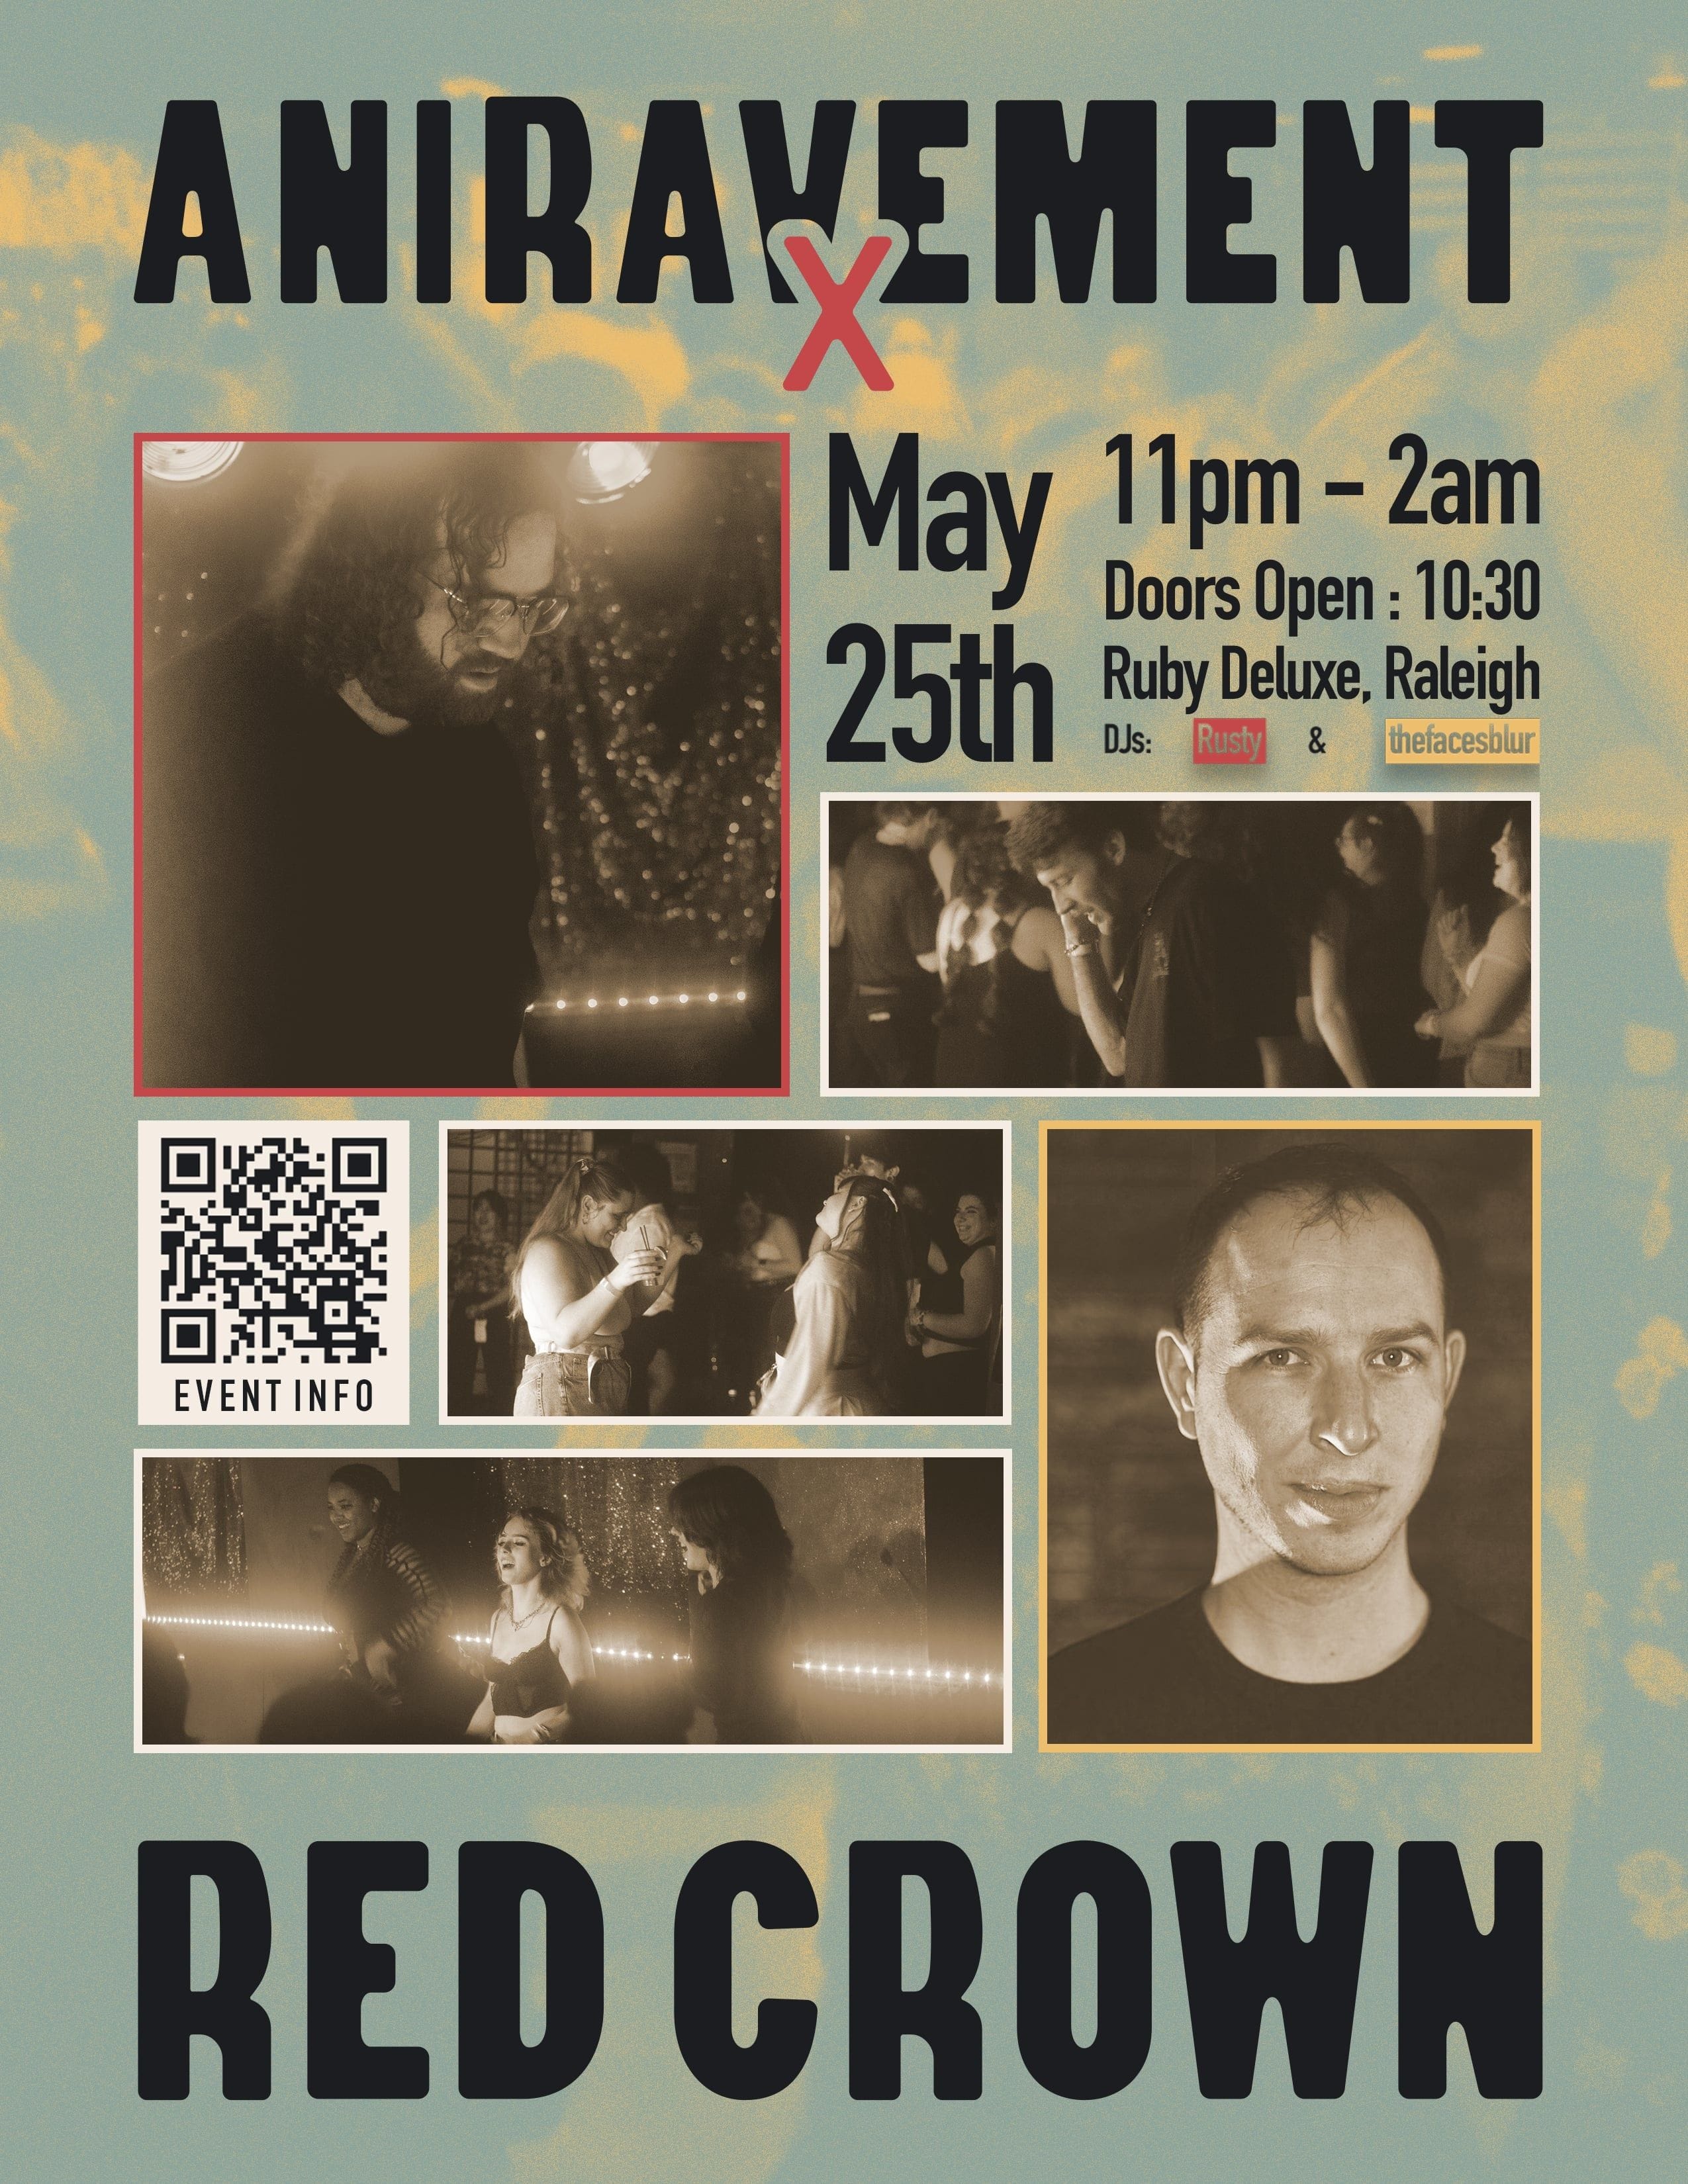 ANIRAVEMENT
X
May
25th
11pm – 2am
Doors Open : 10:30
Ruby Deluxe, Raleigh
DJs: Rusty & thefacesblur
EVENT INFO
RED CROWN